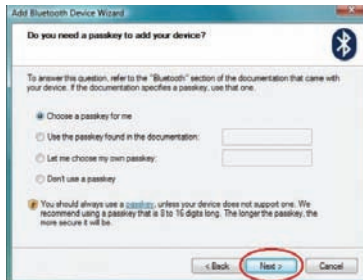 Add Bluetooth Device Wizard
Do you need a passkey to add your device?
To answer this question, refer to the "Bluetooth" section of the documentation that came with
your device. If the documentation specifies a passkey, use that one.
Choose a passkey for me
Use the passkey found in the documentation:
Let me choose my own passkey:
Don't use a passkey
You should always use a passkey, unless your device does not support one. We
recommend using a passkey that is 8 to 16 digits long. The longer the passkey, the
more secure it will be.
< Back
Next >
Cancel